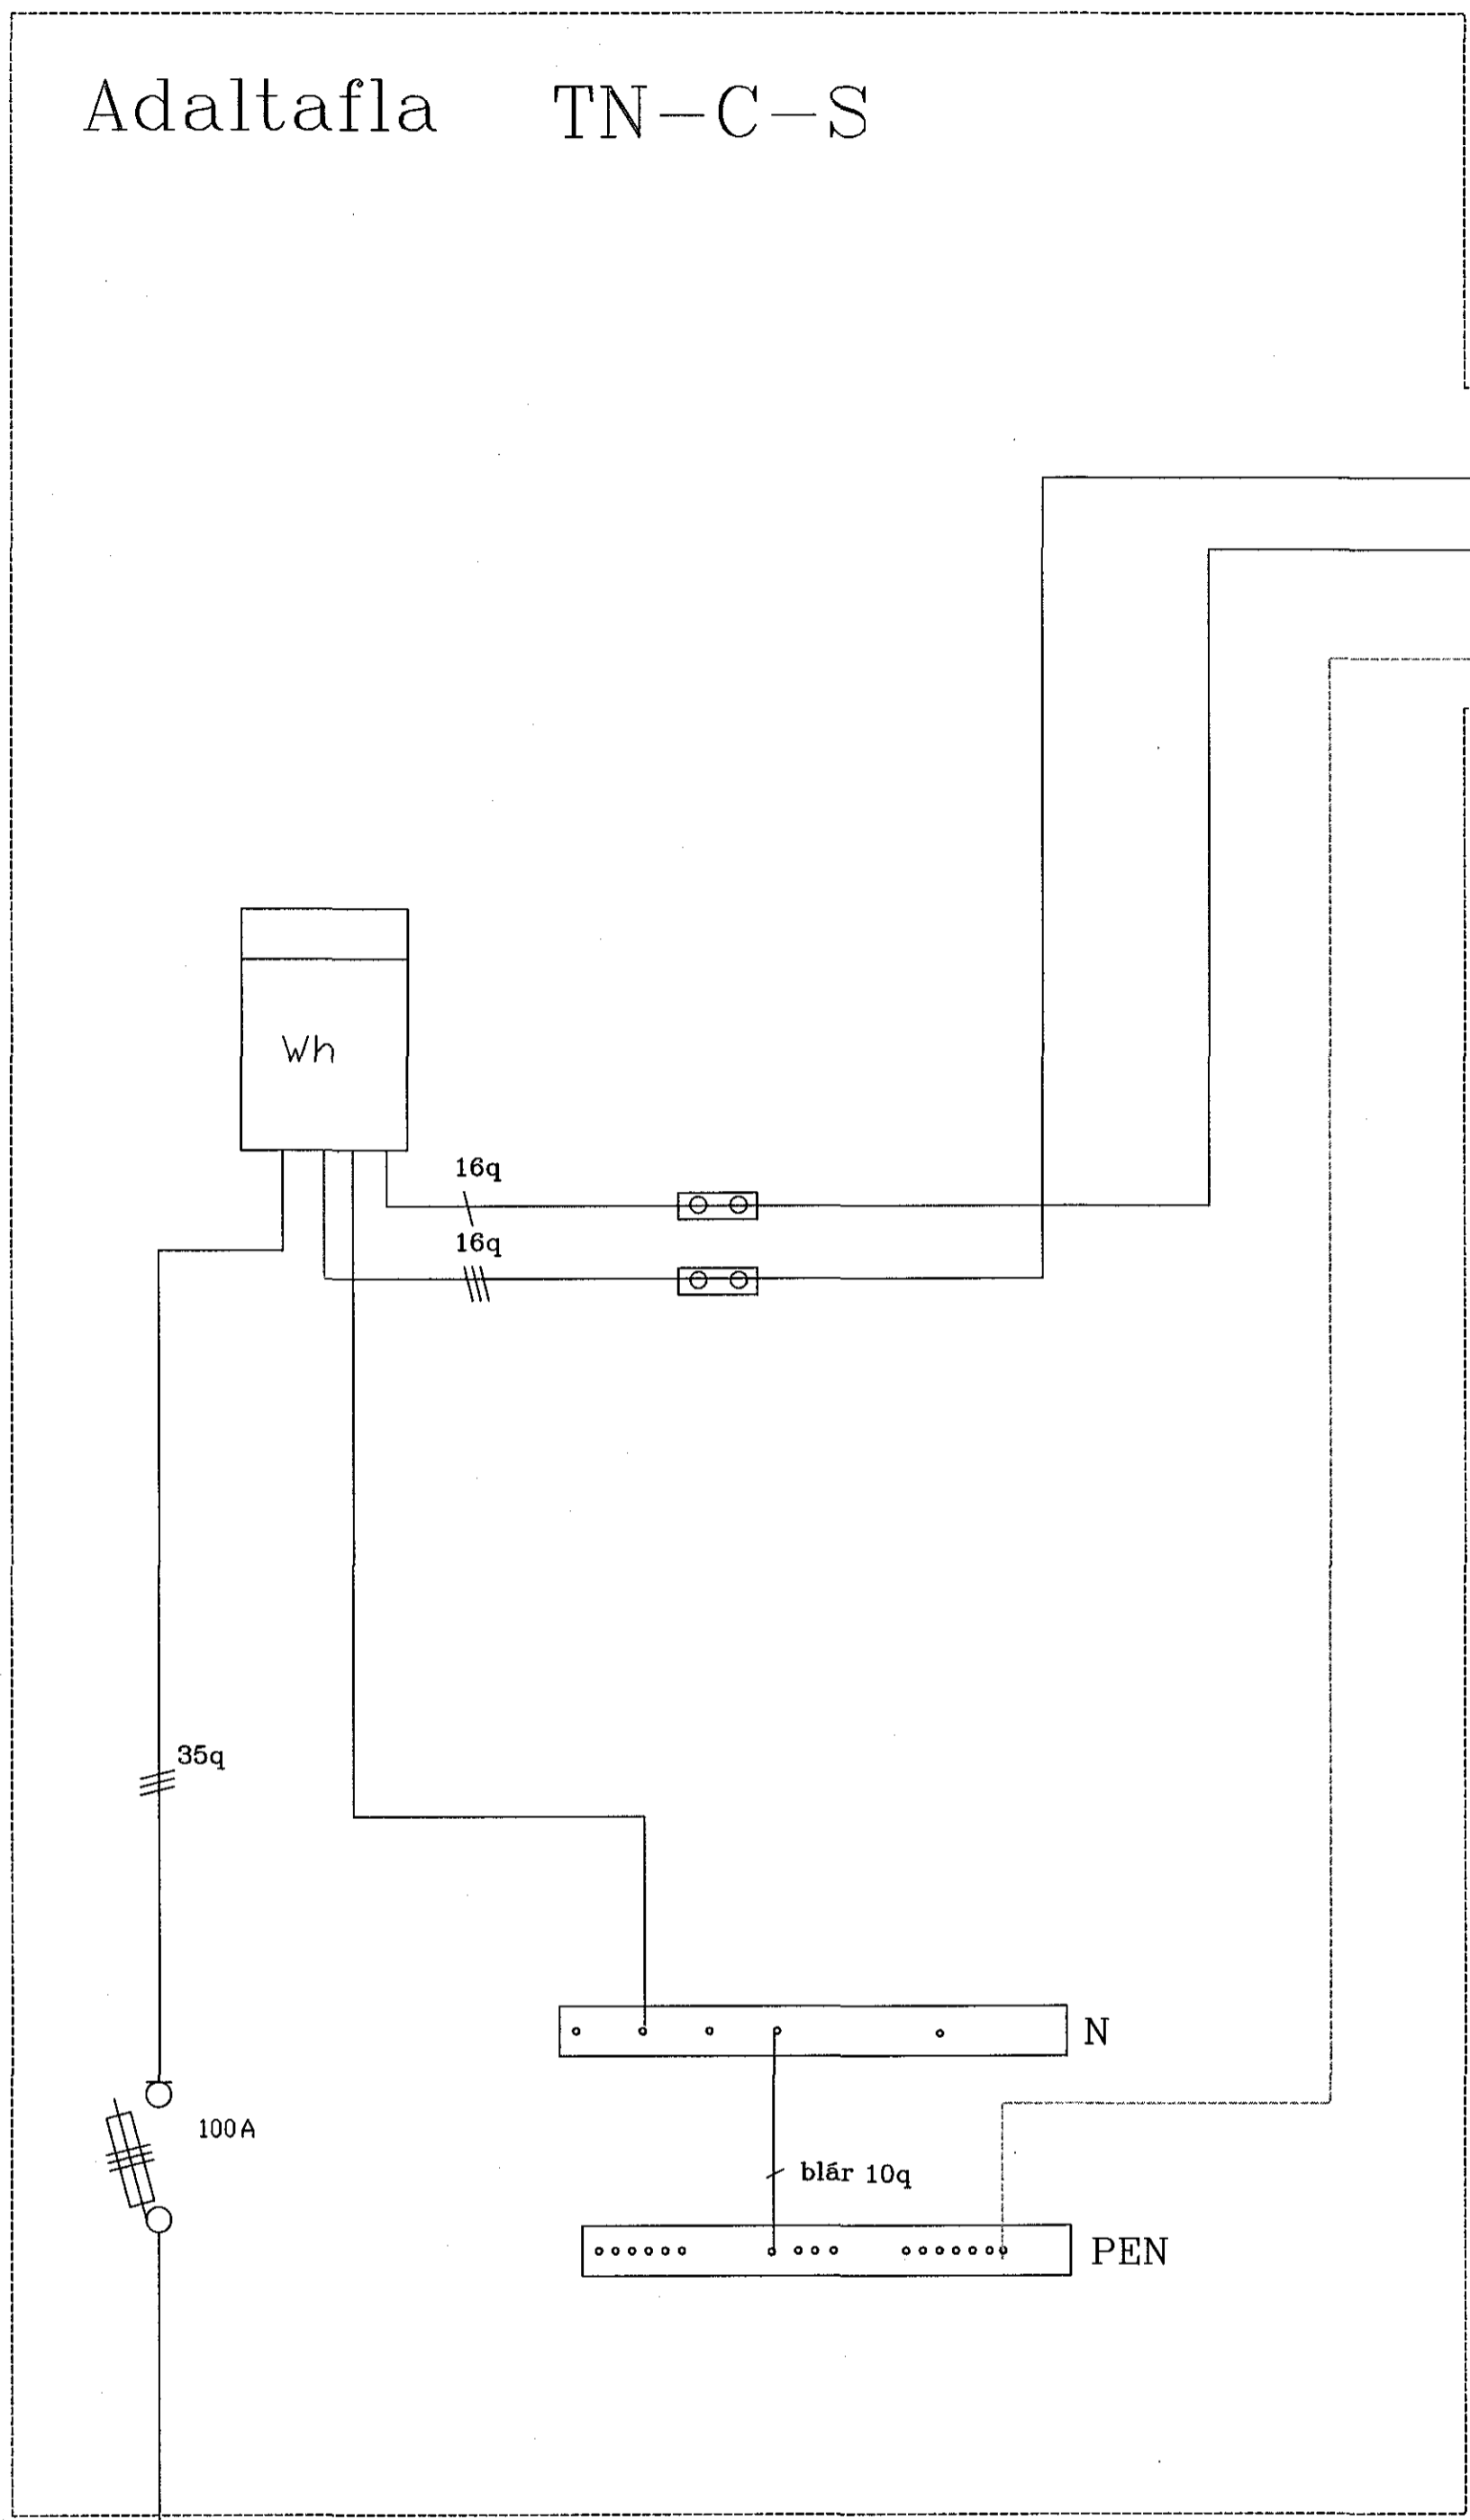 Adaltafla TN-C-S
Wh
16q
16q
35q
N
100A
blár 10q
PEN